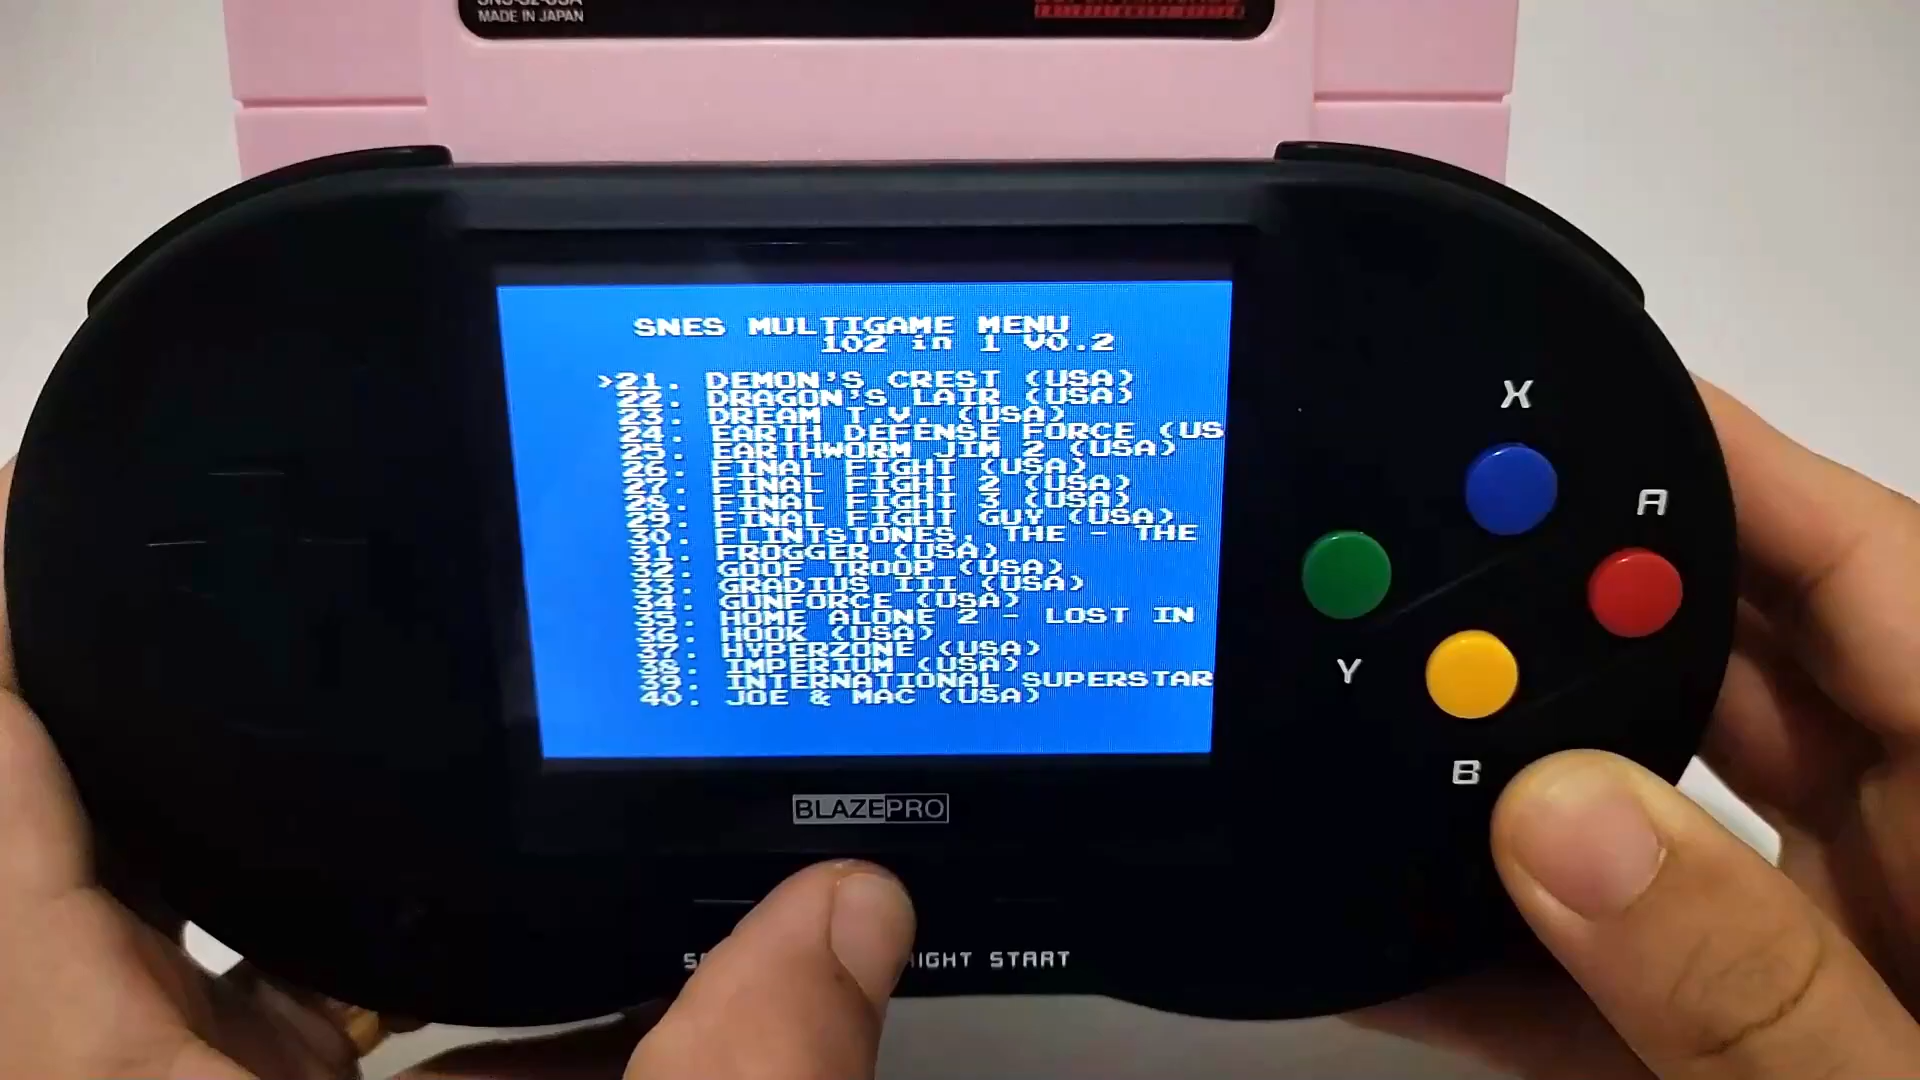 MADE IN JAPAN
SNES MULTIGAME MENU
102 in 1 V0.2
>21. DEMON'S CREST (USA)
22. DRAGON'S LAIR (USA)
23. DREAM T.V. (USA)
24. EARTH DEFENSE FORCE (US
25. EARTHWORM JIM 2 (USA)
26. FINAL FIGHT (USA)
27. FINAL FIGHT 2 (USA)
28. FINAL FIGHT 3 (USA)
29. FINAL FIGHT GUY (USA)
30. FLINTSTONES, THE - THE
31. FROGGER (USA)
32. GOOF TROOP (USA)
33. GRADIUS III (USA)
34. GUNFORCE (USA)
35. HOME ALONE 2 - LOST IN
36. HOOK (USA)
37. HYPERZONE (USA)
38. IMPERIUM (USA)
39. INTERNATIONAL SUPERSTAR
40. JOE & MAC (USA)
X
A
Y
B
BLAZEPRO
START